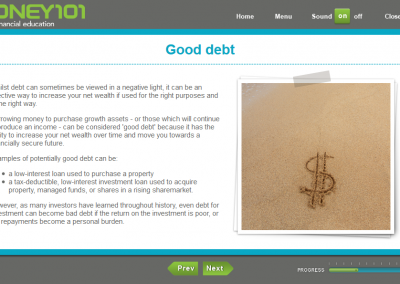 ONEY101
nancial education
Home Menu Sound on off Close
Good debt
ilst debt can sometimes be viewed in a negative light, it can be an
ective way to increase your net wealth if used for the right purposes and
he right way.
rrowing money to purchase growth assets - or those which will continue
produce an income - can be considered 'good debt' because it has the
lity to increase your net wealth over time and move you towards a
ancially secure future.
amples of potentially good debt can be:
a low-interest loan used to purchase a property
a tax-deductible, low-interest investment loan used to acquire
property, managed funds, or shares in a rising sharemarket.
wever, as many investors have learned throughout history, even debt for
estment can become bad debt if the return on the investment is poor, or
repayments become a personal burden.
$
Prev Next
PROGRESS